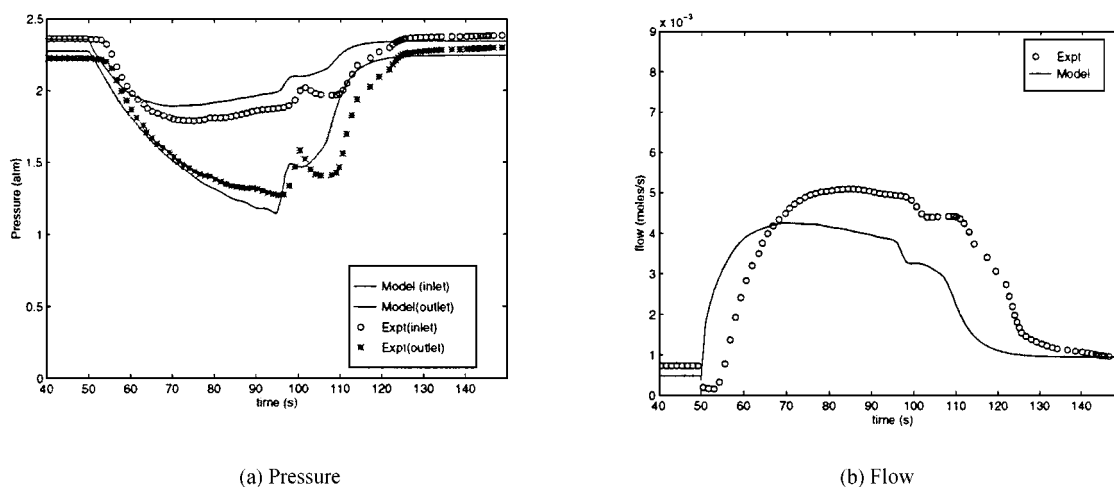 2.5
2
1.5
1
2.5
0
Pressure (atm)
40 50 60 70 80 90 100 110 120 130 140
time (s)
Model (inlet)
Model(outlet)
Expt(inlet)
Expt(outlet)
(a) Pressure
x 10⁻³
9
8
7
6
5
4
3
2
1
0
flow (moles/s)
40 50 60 70 80 90 100 110 120 130 140
time (s)
Expt
Model
(b) Flow